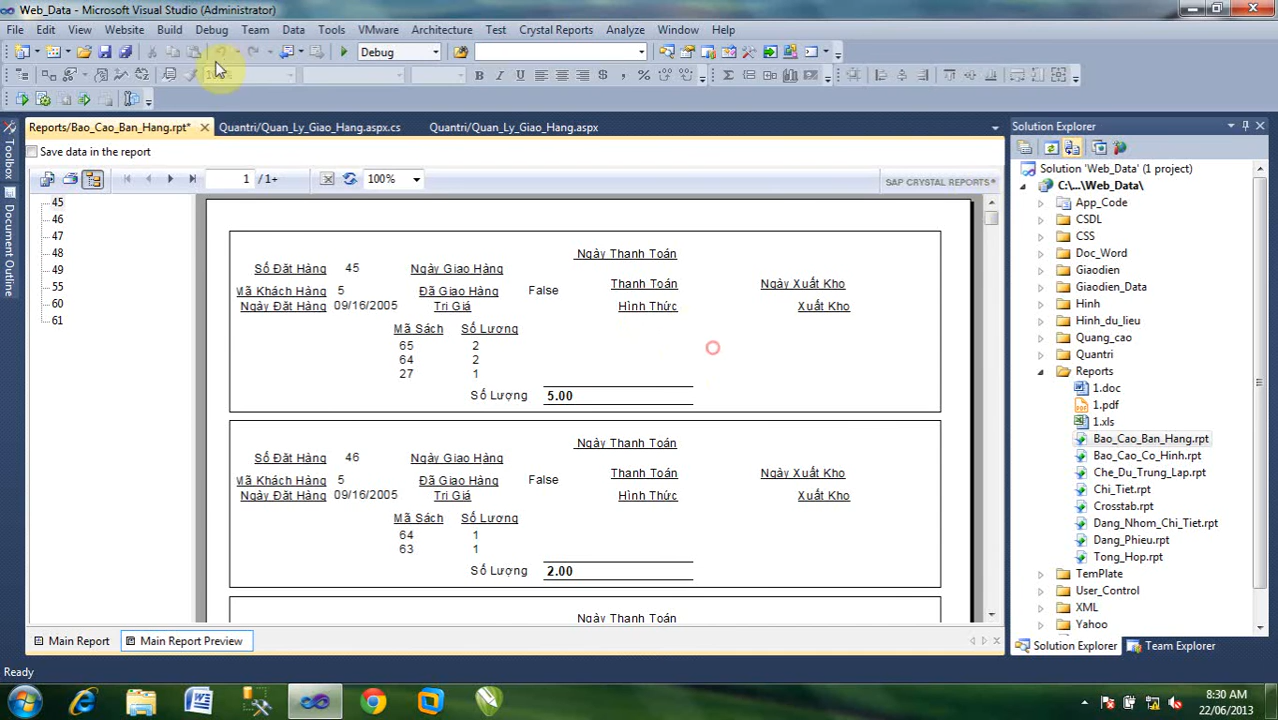 Web_Data - Microsoft Visual Studio (Administrator)
File Edit View Website Build Debug Team Data Tools VMware Architecture Test Crystal Reports Analyze Window Help
Debug
100%
Reports/Bao_Cao_Ban_Hang.rpt* Quantri/Quan_Ly_Giao_Hang.aspx.cs Quantri/Quan_Ly_Giao_Hang.aspx
Save data in the report
1 /1+ 100% SAP CRYSTAL REPORTS®
45
46
47
48
49
55
60
61
Ngày Thanh Toán
Số Đặt Hàng 45 Ngày Giao Hàng
Thanh Toán Ngày Xuất Kho
Mã Khách Hàng 5 Đã Giao Hàng False
Ngày Đặt Hàng 09/16/2005 Trị Giá Hình Thức Xuất Kho
Mã Sách Số Lượng
65 2
64 2
27 1
Số Lượng 5.00
Ngày Thanh Toán
Số Đặt Hàng 46 Ngày Giao Hàng
Thanh Toán Ngày Xuất Kho
Mã Khách Hàng 5 Đã Giao Hàng False
Ngày Đặt Hàng 09/16/2005 Trị Giá Hình Thức Xuất Kho
Mã Sách Số Lượng
64 1
63 1
Số Lượng 2.00
Ngày Thanh Toán
Main Report Main Report Preview
Toolbox
Document Outline
Solution Explorer
Solution 'Web_Data' (1 project)
C:\...\Web_Data\
App_Code
CSDL
CSS
Doc_Word
Giaodien
Giaodien_Data
Hinh
Hinh_du_lieu
Quang_cao
Quantri
Reports
1.doc
1.pdf
1.xls
Bao_Cao_Ban_Hang.rpt
Bao_Cao_Co_Hinh.rpt
Che_Du_Trung_Lap.rpt
Chi_Tiet.rpt
Crosstab.rpt
Dang_Nhom_Chi_Tiet.rpt
Dang_Phieu.rpt
Tong_Hop.rpt
TemPlate
User_Control
XML
Yahoo
Solution Explorer Team Explorer
Ready
8:30 AM
22/06/2013